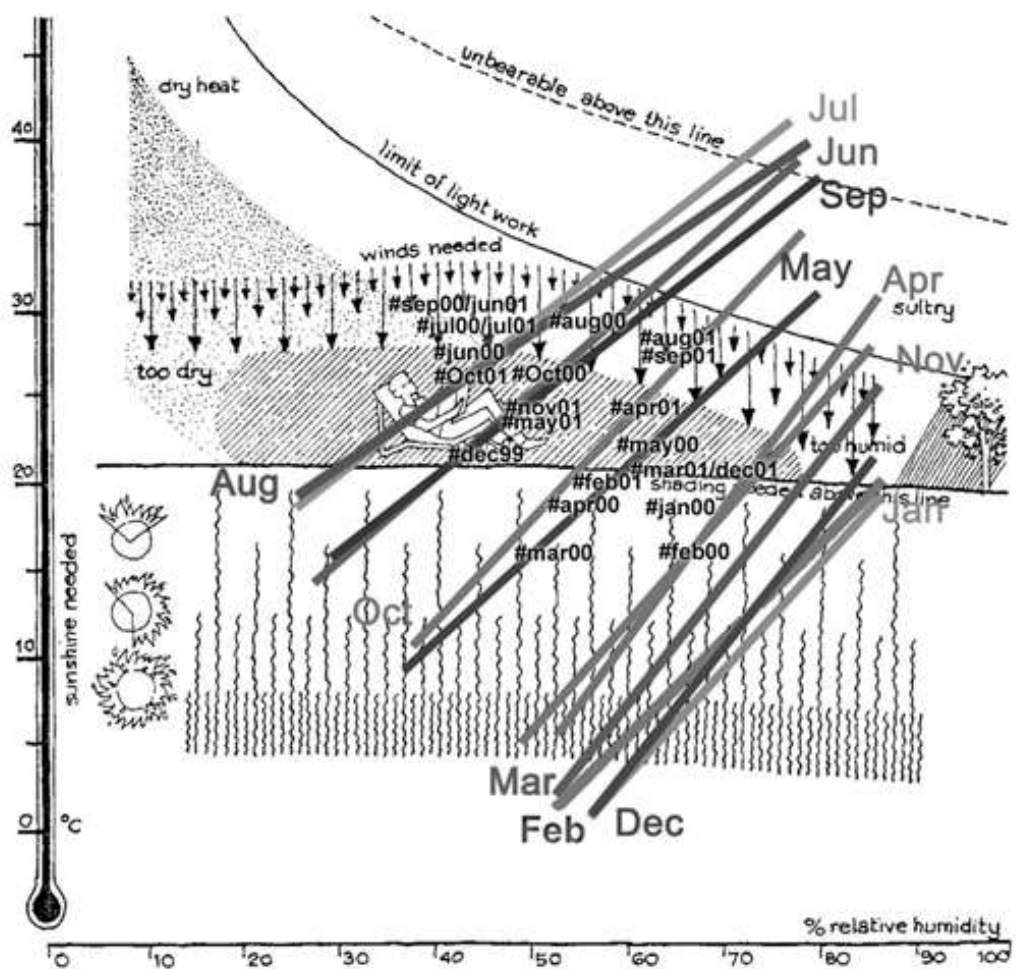 unbearable above this line
dry heat
Jul
40
limit of light work
Jun
Sep
winds needed
May
Apr
sultry
30
#sep00/jun01
#jul00/jul01
#aug00
#aug01
#sep01
#jun00
Nov
too dry
#Oct01
#Oct00
#nov01
#may01
#apr01
#dec99
#may00
too humid
20
Aug
#mar01/dec01
#feb01
shading needed above this line
#apr00
#jan00
Jan
#mar00
#feb00
sunshine needed
Oct
10
Mar
Feb
Dec
0
°C
% relative humidity
0 10 20 30 40 50 60 70 80 90 100